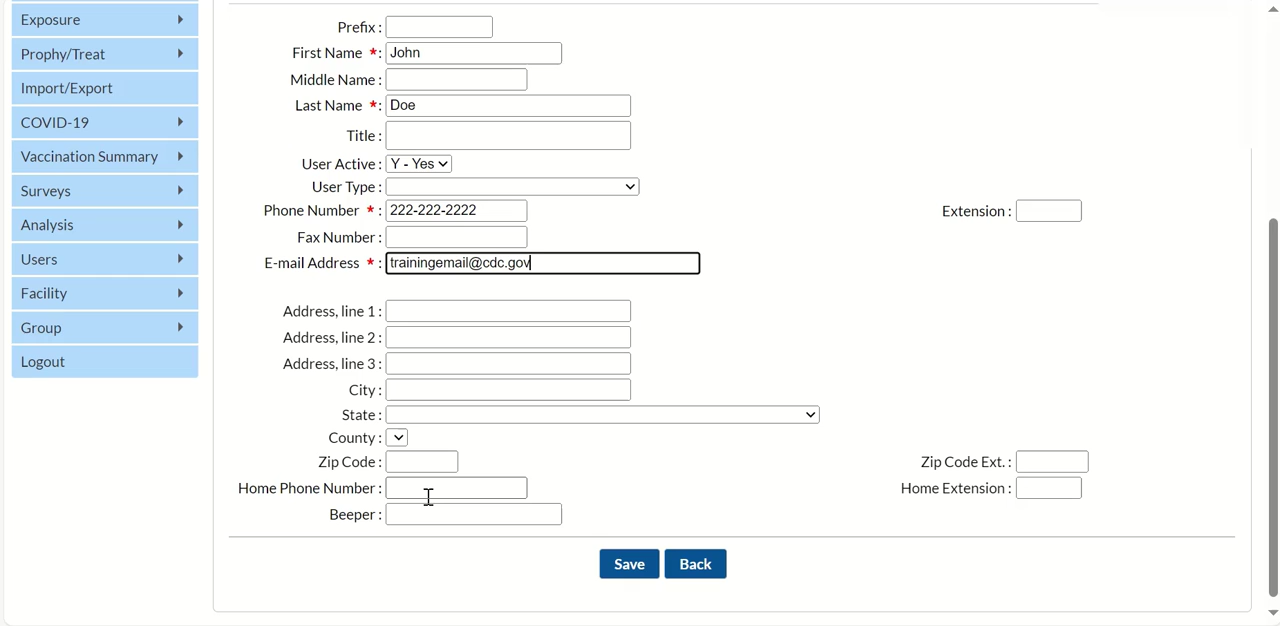 Exposure
Prophy/Treat
Import/Export
COVID-19
Vaccination Summary
Surveys
Analysis
Users
Facility
Group
Logout
Prefix :
First Name *: John
Middle Name :
Last Name *: Doe
Title :
User Active : Y - Yes
User Type :
Phone Number *: 222-222-2222 Extension :
Fax Number :
E-mail Address *: trainingemail@cdc.gov
Address, line 1 :
Address, line 2 :
Address, line 3 :
City :
State :
County :
Zip Code : Zip Code Ext. :
Home Phone Number : Home Extension :
Beeper :
Save Back